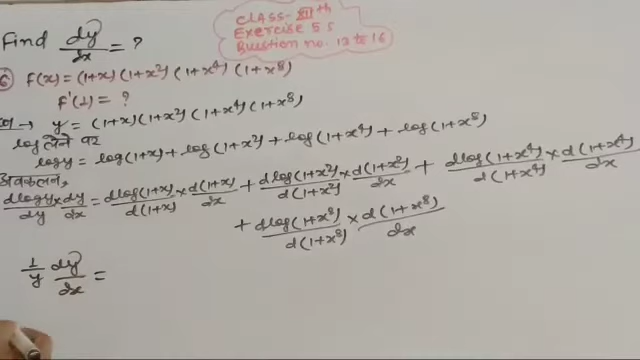 CLASS- XII th
Exercise 5.5
Question no. 13 to 16
Find dy/dx = ?
f(x) = (1+x) (1+x²) (1+x⁴) (1+x⁸)
f'(1) = ?
→ y = (1+x) (1+x²) (1+x⁴) (1+x⁸)
log लेने पर
log y = log(1+x) + log(1+x²) + log(1+x⁴) + log(1+x⁸)
अवकलन,
dlogy/dy × dy/dx = dlog(1+x)/d(1+x) × d(1+x)/dx + dlog(1+x²)/d(1+x²) × d(1+x²)/dx + dlog(1+x⁴)/d(1+x⁴) × d(1+x⁴)/dx
+ dlog(1+x⁸)/d(1+x⁸) × d(1+x⁸)/dx
1/y dy/dx =